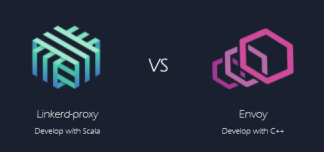 VS
Linkerd-proxy
Envoy
Develop with Scala
Develop with C++